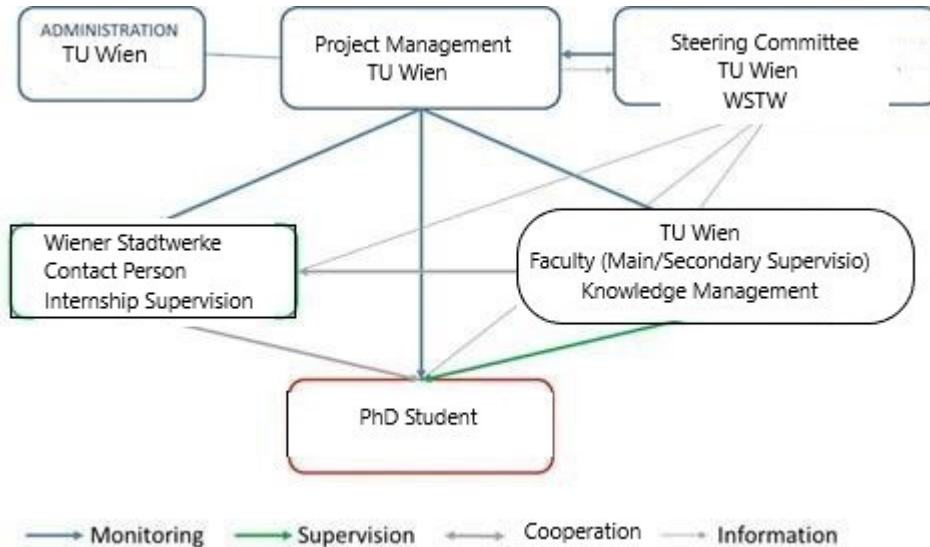 ADMINISTRATION
TU Wien
Project Management
TU Wien
Steering Committee
TU Wien
WSTW
Wiener Stadtwerke
Contact Person
Internship Supervision
TU Wien
Faculty (Main/Secondary Supervisio)
Knowledge Management
PhD Student
Monitoring
Supervision
Cooperation
Information